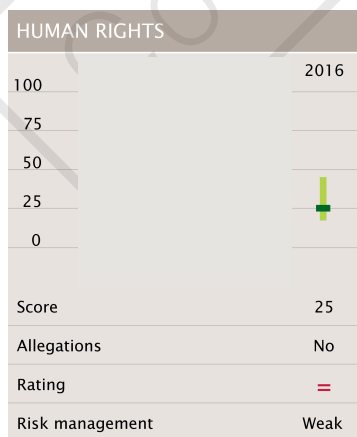 HUMAN RIGHTS
2016
100
75
50
25
0
Score 25
Allegations No
Rating =
Risk management Weak